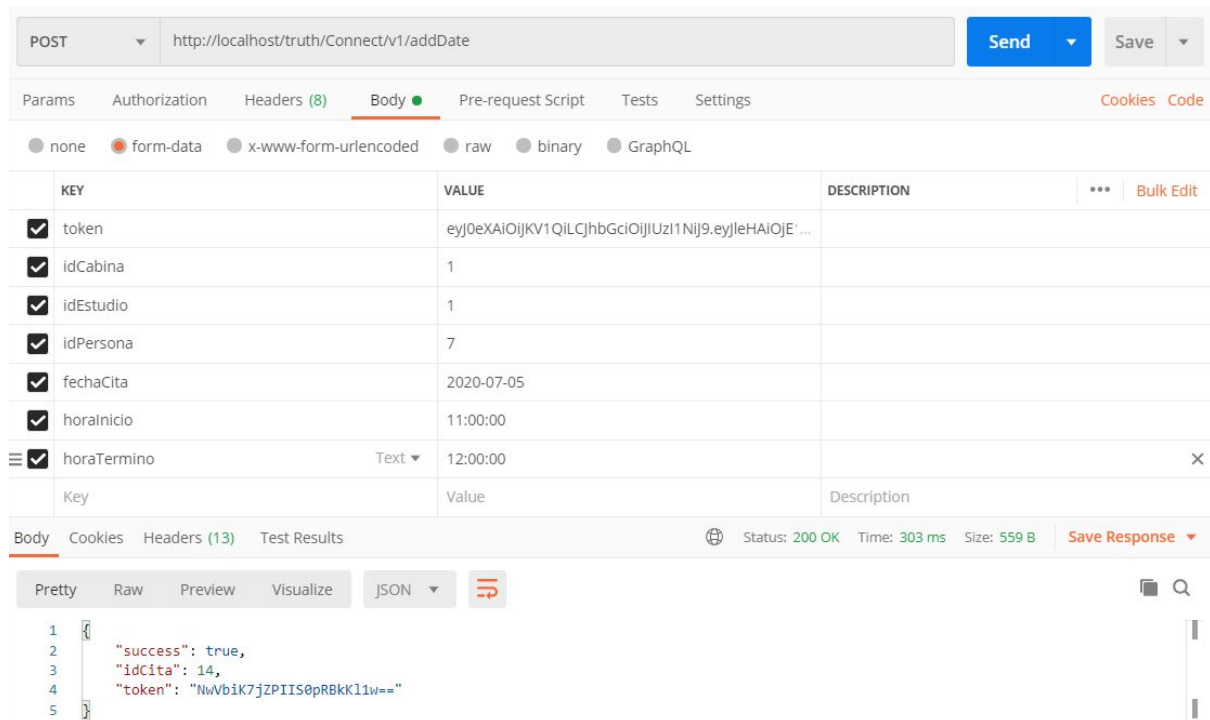 POST http://localhost/truth/Connect/v1/addDate Send Save
Params Authorization Headers (8) Body Pre-request Script Tests Settings Cookies Code
none form-data x-www-form-urlencoded raw binary GraphQL
KEY VALUE DESCRIPTION ••• Bulk Edit
token eyJ0eXAiOiJKV1QiLCJhbGciOiJIUzI1NiJ9.eyJleHAiOjE1...
idCabina 1
idEstudio 1
idPersona 7
fechaCita 2020-07-05
horaInicio 11:00:00
horaTermino Text 12:00:00
Key Value Description
Body Cookies Headers (13) Test Results Status: 200 OK Time: 303 ms Size: 559 B Save Response
Pretty Raw Preview Visualize JSON
1 {
2 "success": true,
3 "idCita": 14,
4 "token": "NwVbiK7jZPIIS0pRBkKl1w=="
5 }